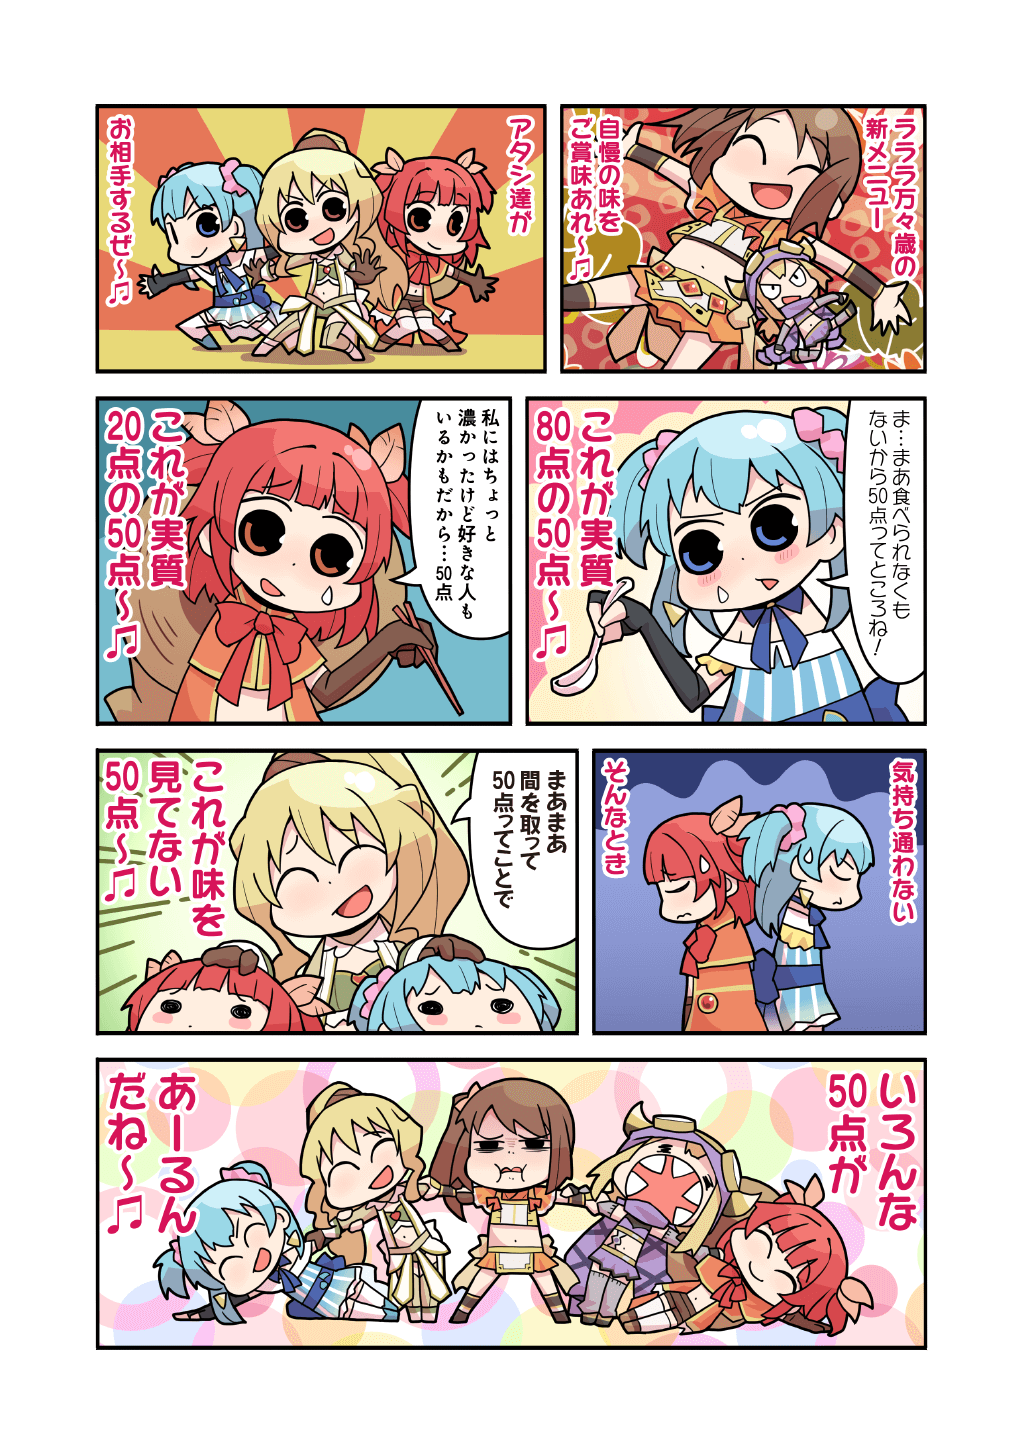 ラララ万々歳の
新メニュー
自慢の味を
ご賞味あれ～♫
アタシ達が
お相手するぜ～♫
ま…まあ食べられなくも
ないから50点ってところね！
これが実質
80点の50点～♫
私にはちょっと
濃かったけど好きな人も
いるかもだから…50点
これが実質
20点の50点～♫
気持ち通わない
そんなとき
まあまあ
間を取って
50点ってことで
これが味を
見てない
50点～♫
いろんな
50点が
あーるん
だね～♫